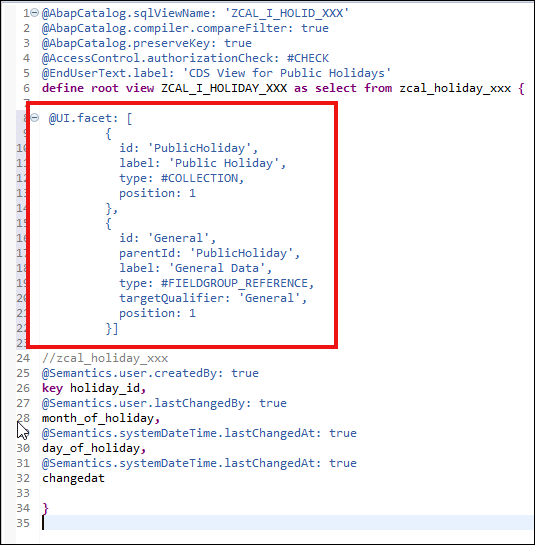 1 @AbapCatalog.sqlViewName: 'ZCAL_I_HOLID_XXX'
2 @AbapCatalog.compiler.compareFilter: true
3 @AbapCatalog.preserveKey: true
4 @AccessControl.authorizationCheck: #CHECK
5 @EndUserText.label: 'CDS View for Public Holidays'
6 define root view ZCAL_I_HOLIDAY_XXX as select from zcal_holiday_xxx {
7
8 @UI.facet: [
9 {
10 id: 'PublicHoliday',
11 label: 'Public Holiday',
12 type: #COLLECTION,
13 position: 1
14 },
15 {
16 id: 'General',
17 parentId: 'PublicHoliday',
18 label: 'General Data',
19 type: #FIELDGROUP_REFERENCE,
20 targetQualifier: 'General',
21 position: 1
22 }]
23
24 //zcal_holiday_xxx
25 @Semantics.user.createdBy: true
26 key holiday_id,
27 @Semantics.user.lastChangedBy: true
28 month_of_holiday,
29 @Semantics.systemDateTime.lastChangedAt: true
30 day_of_holiday,
31 @Semantics.systemDateTime.lastChangedAt: true
32 changedat
33
34 }
35